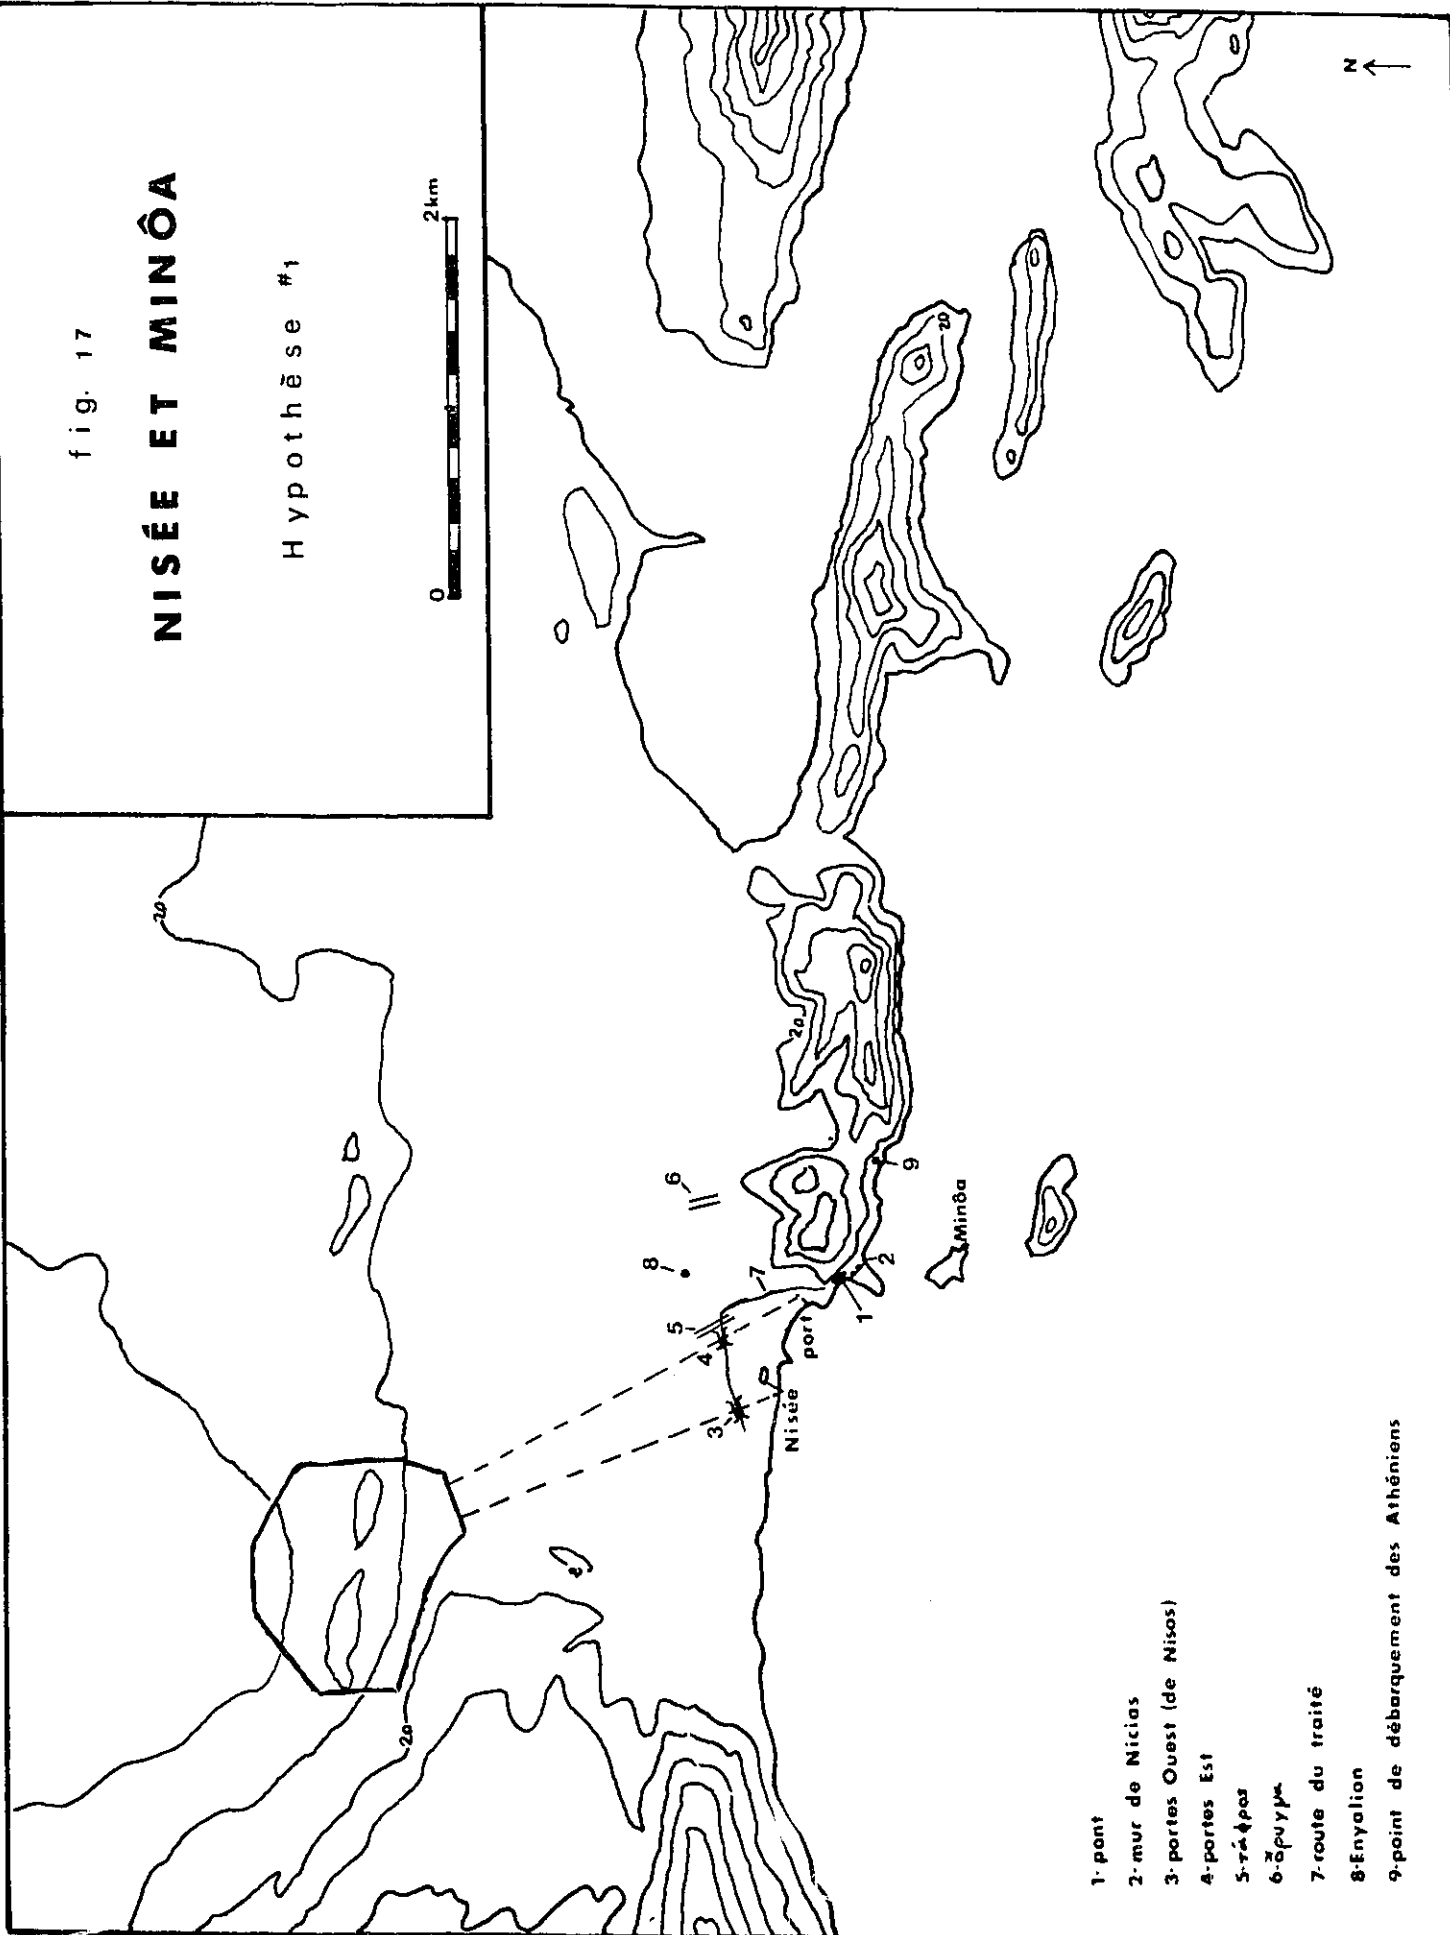 fig. 17
NISÉE ET MINÔA
Hypothèse #1
0 2km
N
20
20
20
20
6
8
5
7
4
3
port
Nisée
1
2
9
Minôa
1-pont
2-mur de Nicias
3-portes Ouest (de Nisos)
4-portes Est
5-τάφρος
6-ὄρυγμα
7-route du traité
8-Enyalion
9-point de débarquement des Athéniens